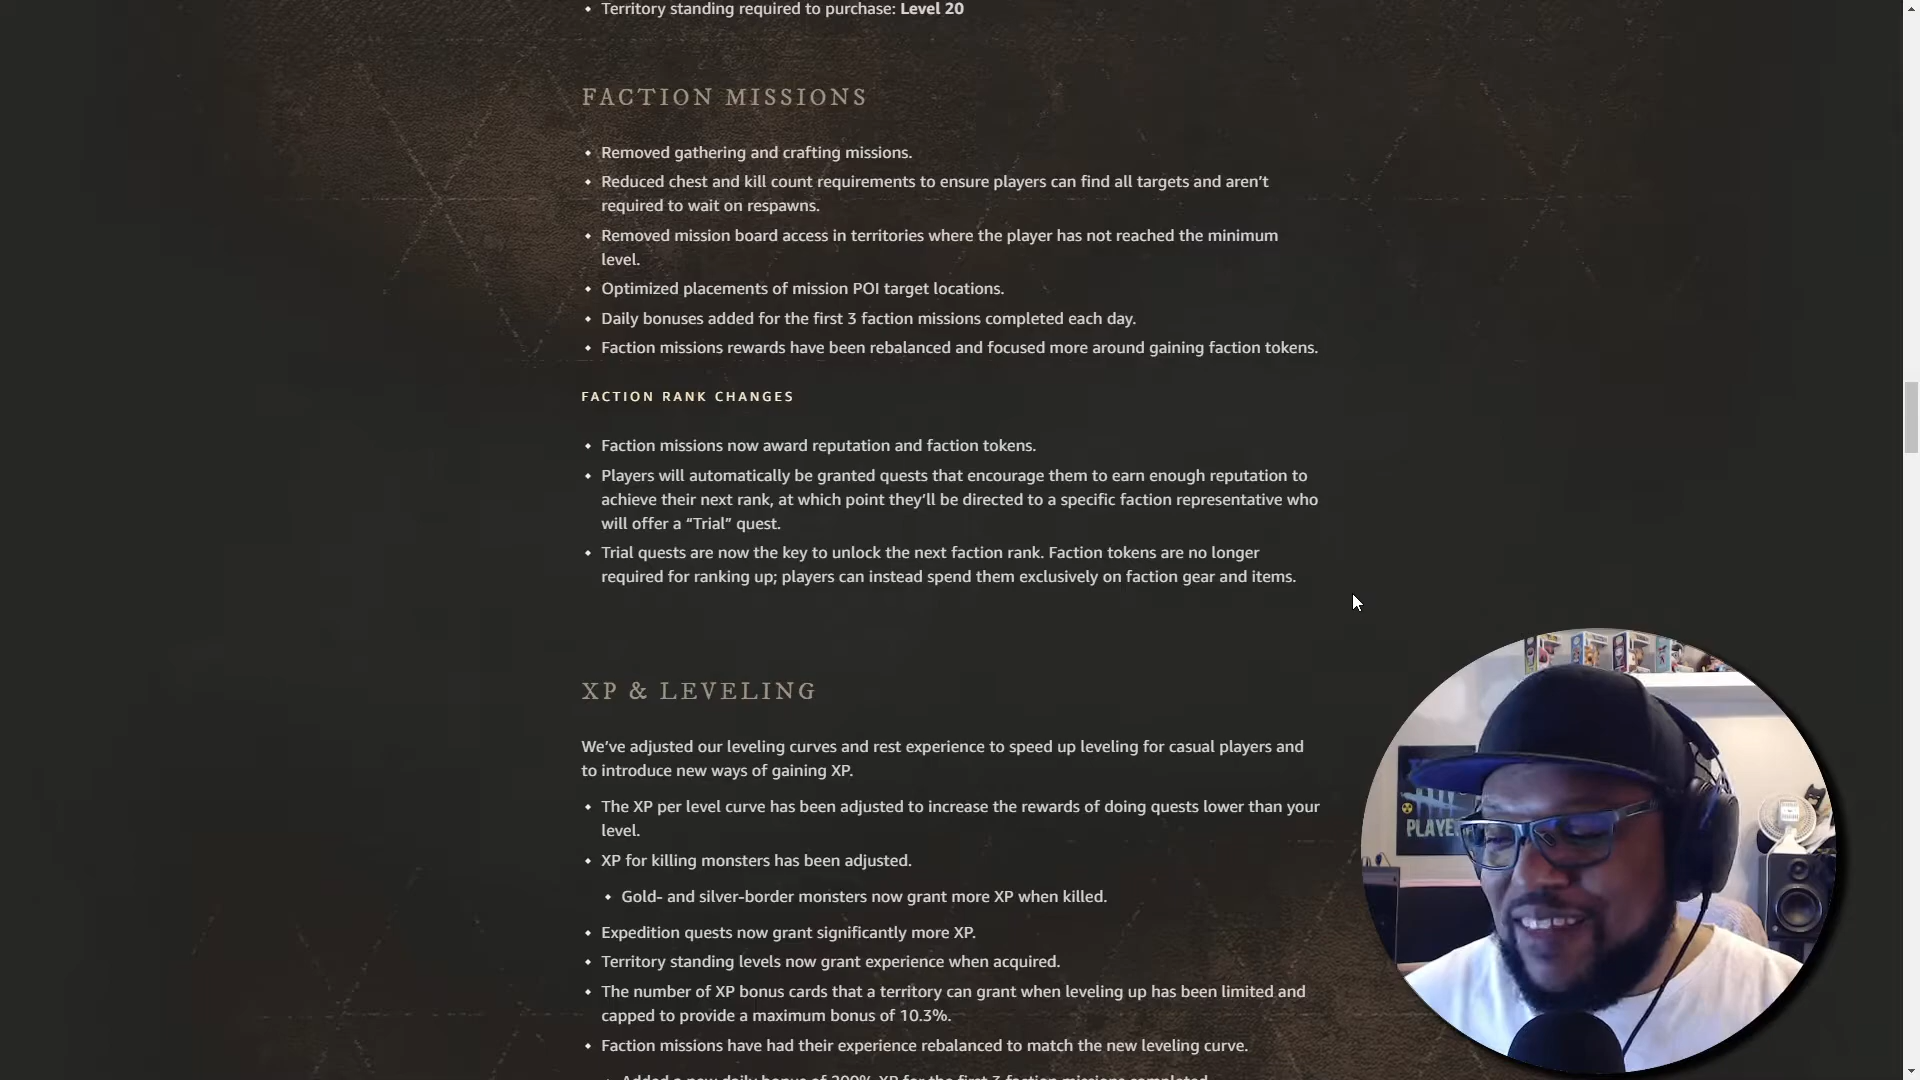 Territory standing required to purchase: Level 20
FACTION MISSIONS
Removed gathering and crafting missions.
Reduced chest and kill count requirements to ensure players can find all targets and aren’t
required to wait on respawns.
Removed mission board access in territories where the player has not reached the minimum
level.
Optimized placements of mission POI target locations.
Daily bonuses added for the first 3 faction missions completed each day.
Faction missions rewards have been rebalanced and focused more around gaining faction tokens.
FACTION RANK CHANGES
Faction missions now award reputation and faction tokens.
Players will automatically be granted quests that encourage them to earn enough reputation to
achieve their next rank, at which point they’ll be directed to a specific faction representative who
will offer a “Trial” quest.
Trial quests are now the key to unlock the next faction rank. Faction tokens are no longer
required for ranking up; players can instead spend them exclusively on faction gear and items.
XP & LEVELING
We’ve adjusted our leveling curves and rest experience to speed up leveling for casual players and
to introduce new ways of gaining XP.
The XP per level curve has been adjusted to increase the rewards of doing quests lower than your
level.
XP for killing monsters has been adjusted.
Gold- and silver-border monsters now grant more XP when killed.
Expedition quests now grant significantly more XP.
Territory standing levels now grant experience when acquired.
The number of XP bonus cards that a territory can grant when leveling up has been limited and
capped to provide a maximum bonus of 10.3%.
Faction missions have had their experience rebalanced to match the new leveling curve.
Added a new daily bonus of 200% XP for the first 3 faction missions completed